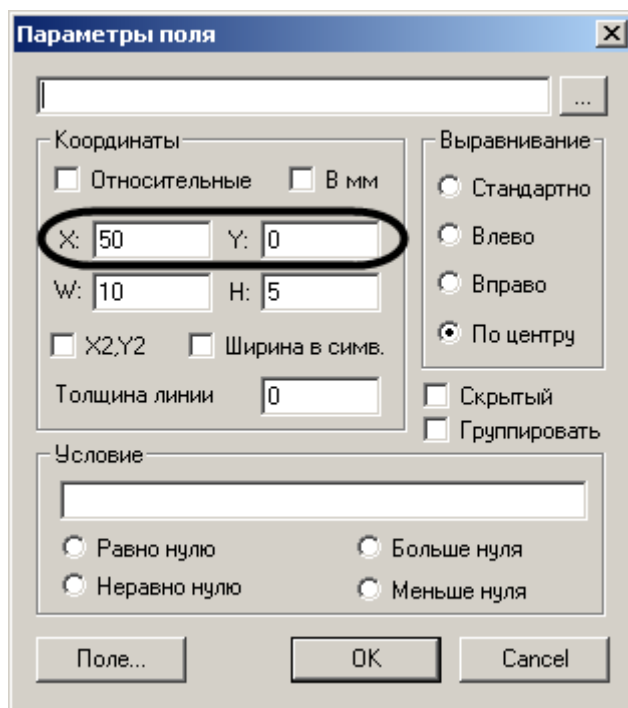 Параметры поля
...
Координаты
Относительные В мм
X: 50 Y: 0
W: 10 H: 5
X2,Y2 Ширина в симв.
Толщина линии 0
Выравнивание
Стандартно
Влево
Вправо
По центру
Скрытый
Группировать
Условие
Равно нулю Больше нуля
Неравно нулю Меньше нуля
Поле... OK Cancel